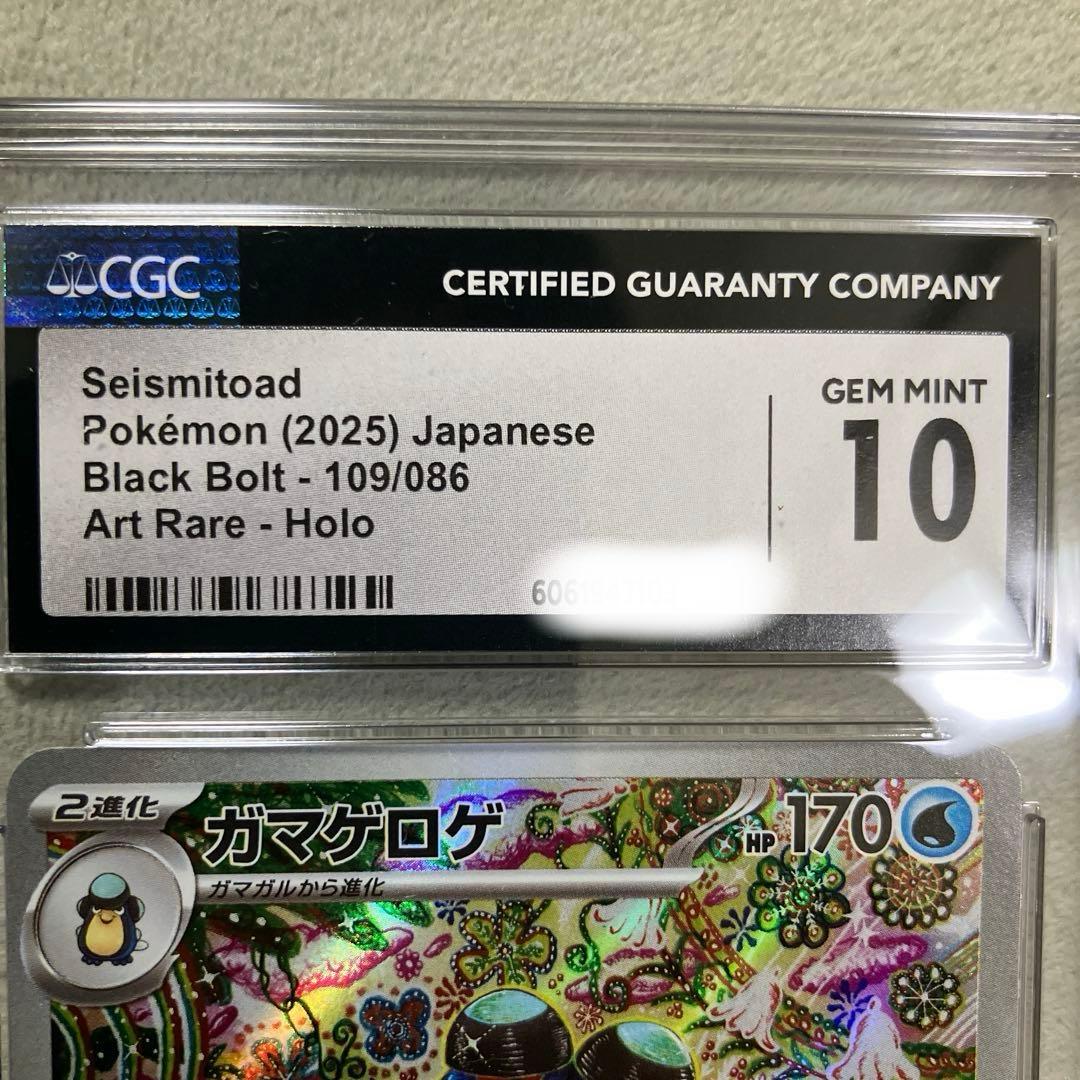 CGC
CERTIFIED GUARANTY COMPANY
Seismitoad
Pokémon (2025) Japanese
Black Bolt - 109/086
Art Rare - Holo
GEM MINT
10
2進化
ガマゲロゲ
HP 170
ガマガルから進化